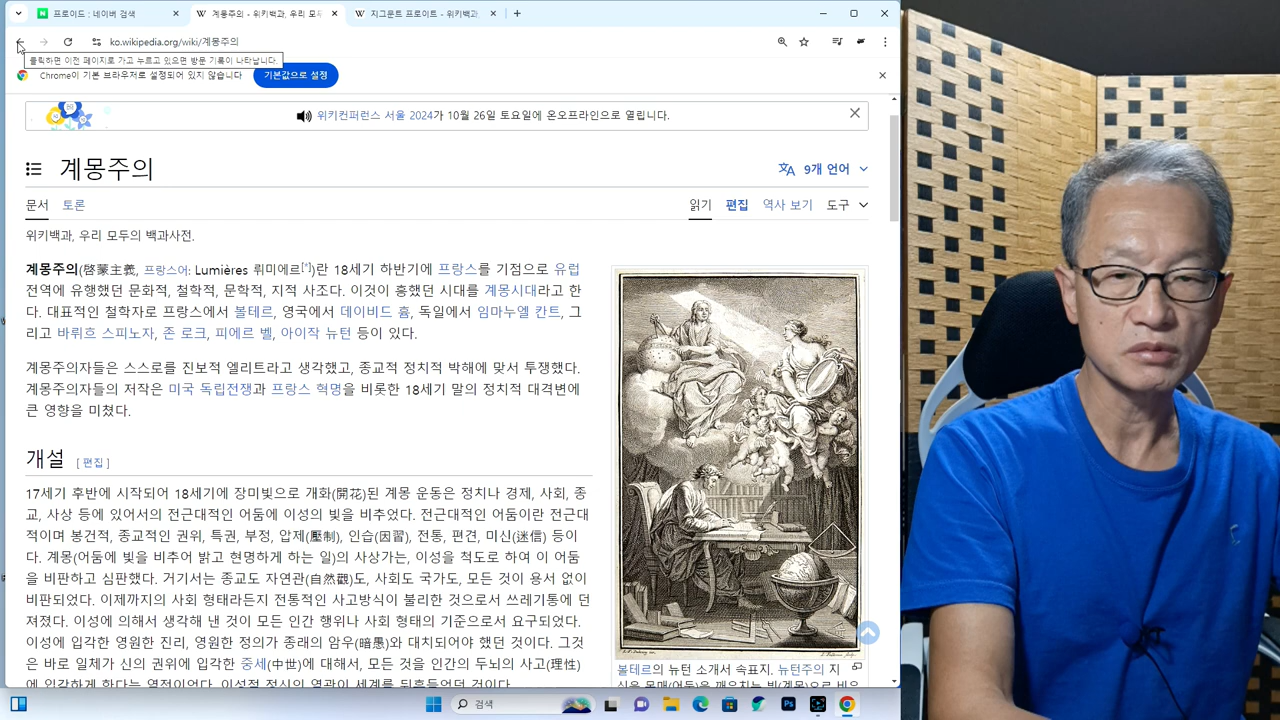 프로이드 : 네이버 검색
계몽주의 - 위키백과, 우리 모두
지그문트 프로이트 - 위키백과
ko.wikipedia.org/wiki/계몽주의
클릭하면 이전 페이지로 가고 누르고 있으면 방문 기록이 나타납니다.
Chrome이 기본 브라우저로 설정되어 있지 않습니다
기본값으로 설정
위키컨퍼런스 서울 2024가 10월 26일 토요일에 온오프라인으로 열립니다.
계몽주의
9개 언어
문서 토론
읽기 편집 역사 보기 도구
위키백과, 우리 모두의 백과사전.
계몽주의(啓蒙主義, 프랑스어: Lumières 뤼미에르[*])란 18세기 하반기에 프랑스를 기점으로 유럽
전역에 유행했던 문화적, 철학적, 문학적, 지적 사조다. 이것이 흥했던 시대를 계몽시대라고 한
다. 대표적인 철학자로 프랑스에서 볼테르, 영국에서 데이비드 흄, 독일에서 임마누엘 칸트, 그
리고 바뤼흐 스피노자, 존 로크, 피에르 벨, 아이작 뉴턴 등이 있다.
계몽주의자들은 스스로를 진보적 엘리트라고 생각했고, 종교적 정치적 박해에 맞서 투쟁했다.
계몽주의자들의 저작은 미국 독립전쟁과 프랑스 혁명을 비롯한 18세기 말의 정치적 대격변에
큰 영향을 미쳤다.
개설 [ 편집 ]
17세기 후반에 시작되어 18세기에 장미빛으로 개화(開花)된 계몽 운동은 정치나 경제, 사회, 종
교, 사상 등에 있어서의 전근대적인 어둠에 이성의 빛을 비추었다. 전근대적인 어둠이란 전근대
적이며 봉건적, 종교적인 권위, 특권, 부정, 압제(壓制), 인습(因習), 전통, 편견, 미신(迷信) 등이
다. 계몽(어둠에 빛을 비추어 밝고 현명하게 하는 일)의 사상가는, 이성을 척도로 하여 이 어둠
을 비판하고 심판했다. 거기서는 종교도 자연관(自然觀)도, 사회도 국가도, 모든 것이 용서 없이
비판되었다. 이제까지의 사회 형태라든지 전통적인 사고방식이 불리한 것으로서 쓰레기통에 던
져졌다. 이성에 의해서 생각해 낸 것이 모든 인간 행위나 사회 형태의 기준으로서 요구되었다.
이성에 입각한 영원한 진리, 영원한 정의가 종래의 암우(暗愚)와 대치되어야 했던 것이다. 그것
은 바로 일체가 신의 권위에 입각한 중세(中世)에 대해서, 모든 것을 인간의 두뇌의 사고(理性)
에 입각하게 한다는 열정이었다. 이성적 정신의 영광이 세계를 뒤흔들었던 것이다.
볼테르의 뉴턴 소개서 속표지. 뉴턴주의 지
검색